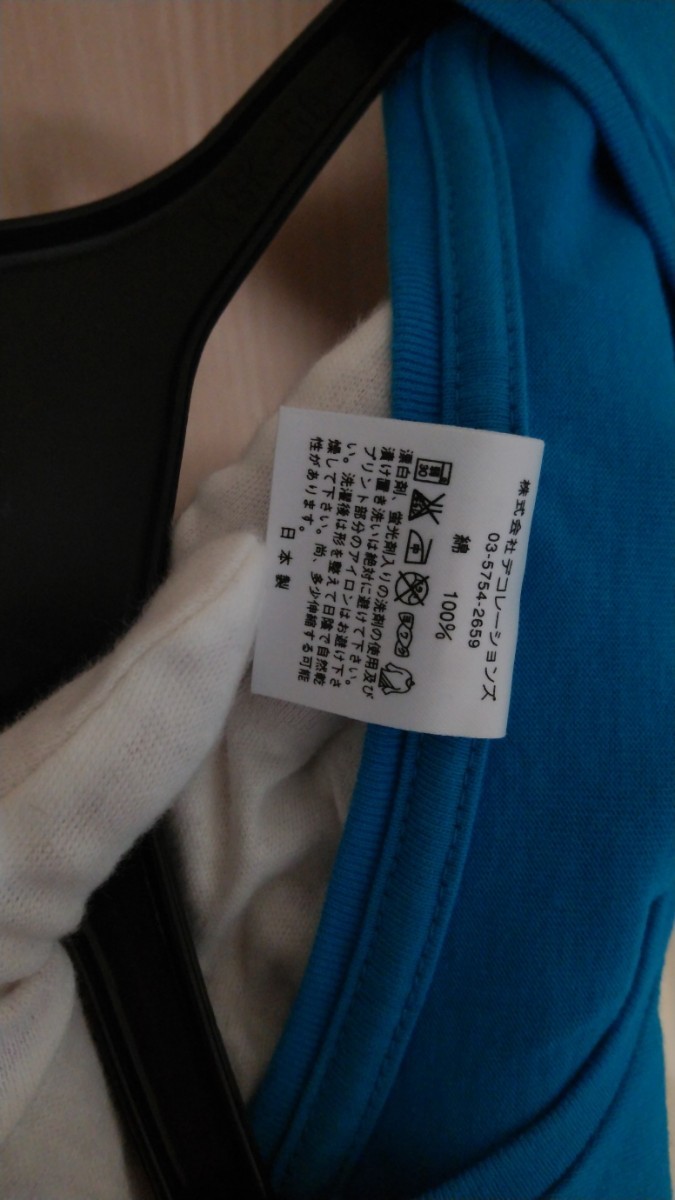 株式会社デコレーションズ
03-5754-2659
綿 100%
30 中
漂白剤、蛍光剤入りの洗剤の使用及び
漬け置き洗いは絶対に避けて下さい。
プリント部分のアイロンはお避け下さ
い。洗濯後は形を整えて日陰で自然乾
燥して下さい。尚、多少伸縮する可能
性があります。
日本製